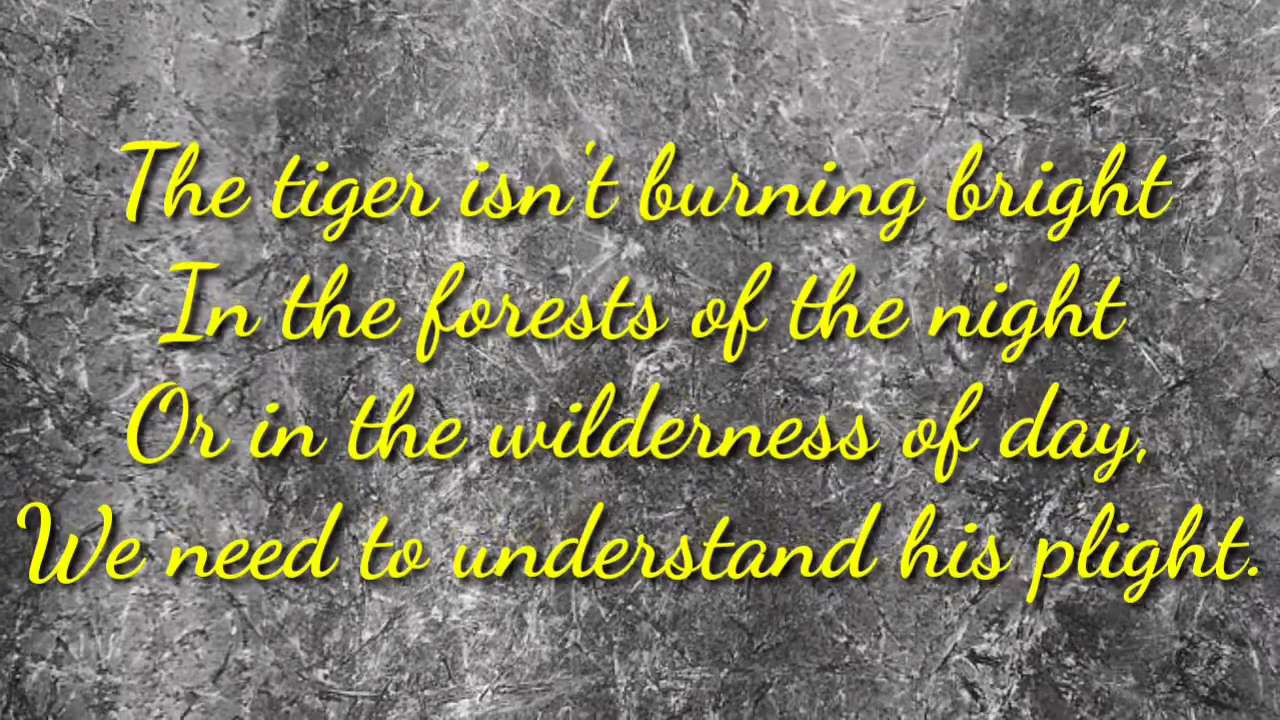 The tiger isn't burning bright
In the forests of the night
Or in the wilderness of day,
We need to understand his plight.